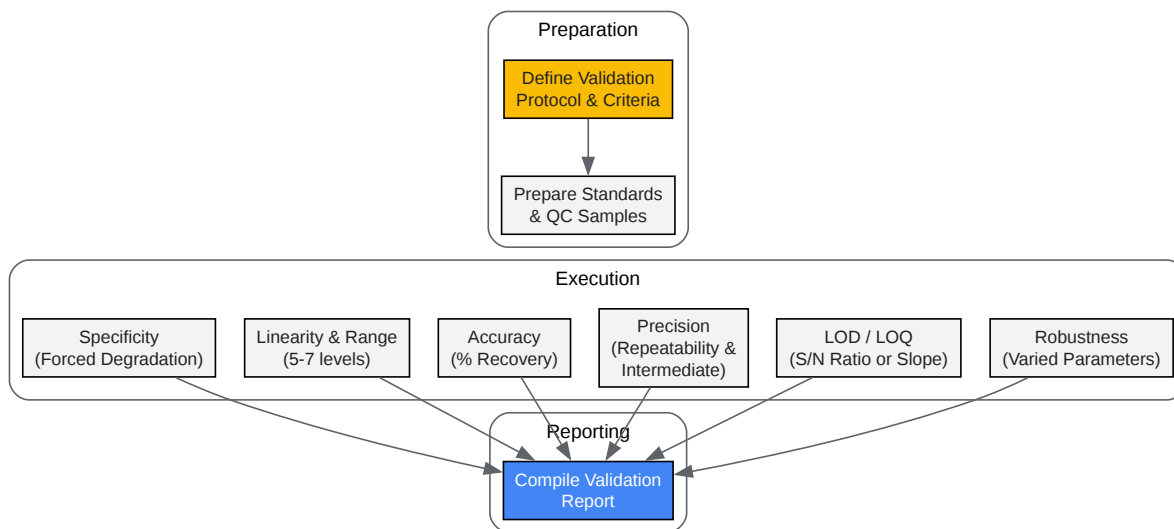 Preparation
Define Validation
Protocol & Criteria
Prepare Standards
& QC Samples
Execution
Specificity
(Forced Degradation)
Linearity & Range
(5-7 levels)
Accuracy
(% Recovery)
Precision
(Repeatability &
Intermediate)
LOD / LOQ
(S/N Ratio or Slope)
Robustness
(Varied Parameters)
Reporting
Compile Validation
Report